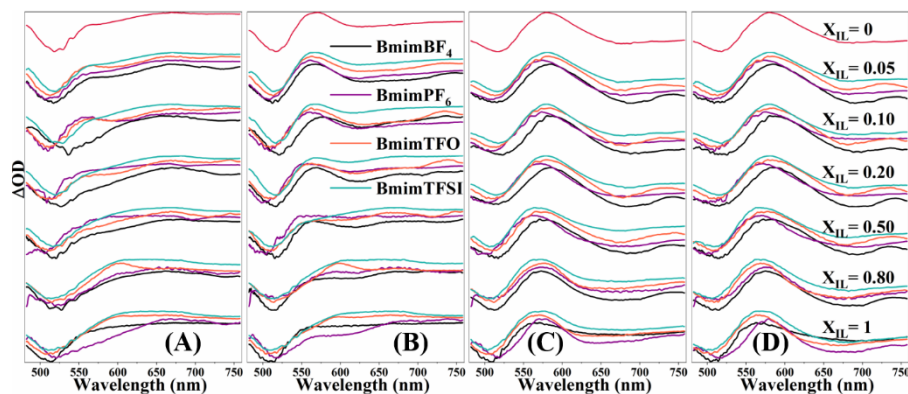 ΔOD
BmimBF4
BmimPF6
BmimTFO
BmimTFSI
XIL= 0
XIL= 0.05
XIL= 0.10
XIL= 0.20
XIL= 0.50
XIL= 0.80
XIL= 1
(A) (B) (C) (D)
500 550 600 650 700 750 500 550 600 650 700 750 500 550 600 650 700 750 500 550 600 650 700 750
Wavelength (nm) Wavelength (nm) Wavelength (nm) Wavelength (nm)